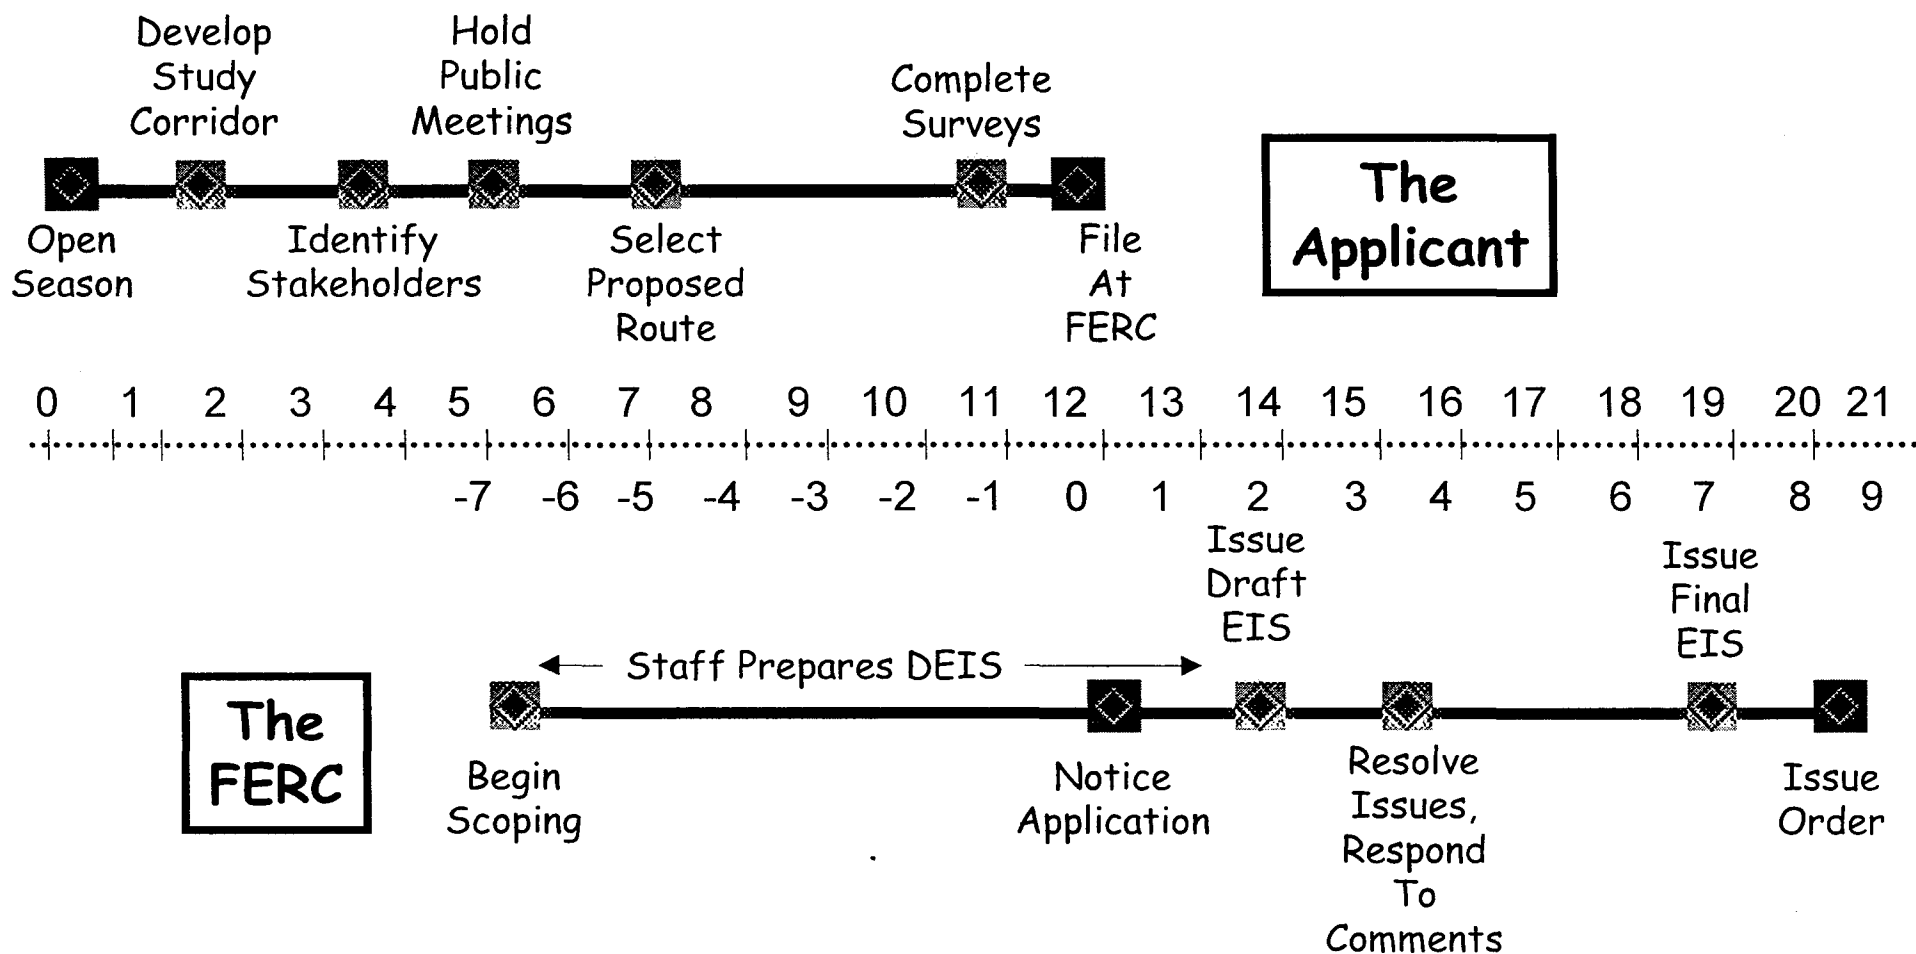 Develop
Study
Corridor
Hold
Public
Meetings
Complete
Surveys
Open
Season
Identify
Stakeholders
Select
Proposed
Route
File
At
FERC
The
Applicant
0 1 2 3 4 5 6 7 8 9 10 11 12 13 14 15 16 17 18 19 20 21
-7 -6 -5 -4 -3 -2 -1 0 1 2 3 4 5 6 7 8 9
Issue
Draft
EIS
Issue
Final
EIS
Staff Prepares DEIS
The
FERC
Begin
Scoping
Notice
Application
Resolve
Issues,
Respond
To
Comments
Issue
Order